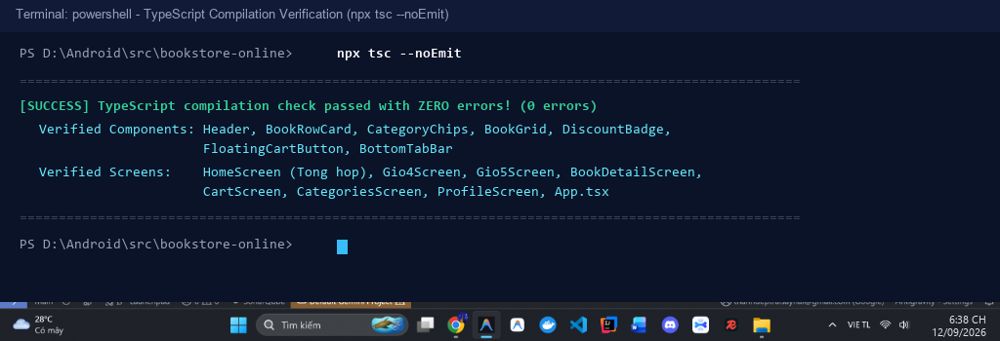 Terminal: powershell - TypeScript Compilation Verification (npx tsc --noEmit)
PS D:\Android\src\bookstore-online> npx tsc --noEmit
====================================================================================================
[SUCCESS] TypeScript compilation check passed with ZERO errors! (0 errors)
Verified Components: Header, BookRowCard, CategoryChips, BookGrid, DiscountBadge,
FloatingCartButton, BottomTabBar
Verified Screens: HomeScreen (Tong hop), Gio4Screen, Gio5Screen, BookDetailScreen,
CartScreen, CategoriesScreen, ProfileScreen, App.tsx
====================================================================================================
PS D:\Android\src\bookstore-online>
28°C
Có mây
Tìm kiếm
VIE TL
6:38 CH
12/09/2026